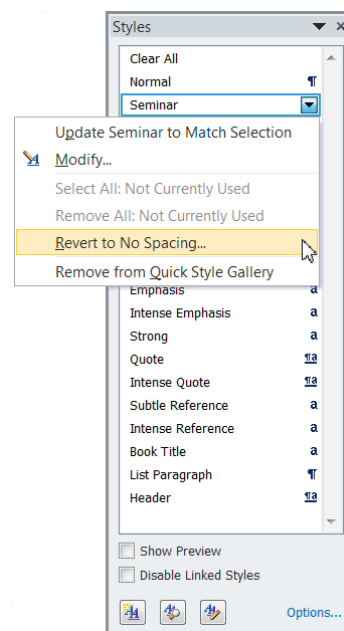 Styles
Clear All
Normal ¶
Seminar
Update Seminar to Match Selection
Modify...
Select All: Not Currently Used
Remove All: Not Currently Used
Revert to No Spacing...
Remove from Quick Style Gallery
Emphasis a
Intense Emphasis a
Strong a
Quote ¶a
Intense Quote ¶a
Subtle Reference a
Intense Reference a
Book Title a
List Paragraph ¶
Header ¶a
Show Preview
Disable Linked Styles
Options...